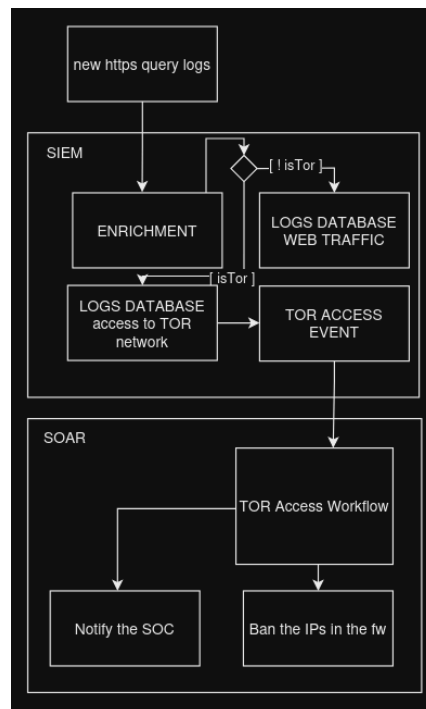 new https query logs
SIEM
[ ! isTor ]
ENRICHMENT
LOGS DATABASE
WEB TRAFFIC
[ isTor ]
LOGS DATABASE
access to TOR
network
TOR ACCESS
EVENT
SOAR
TOR Access Workflow
Notify the SOC
Ban the IPs in the fw